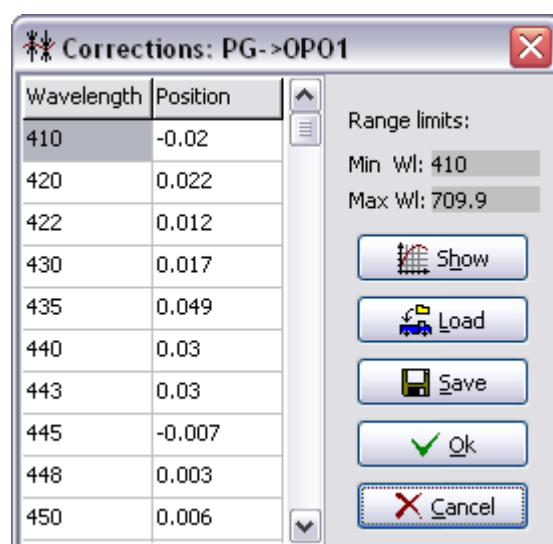 Corrections: PG->OPO1
Wavelength Position
410 -0.02
420 0.022
422 0.012
430 0.017
435 0.049
440 0.03
443 0.03
445 -0.007
448 0.003
450 0.006
Range limits:
Min Wl: 410
Max Wl: 709.9
Show
Load
Save
Ok
Cancel